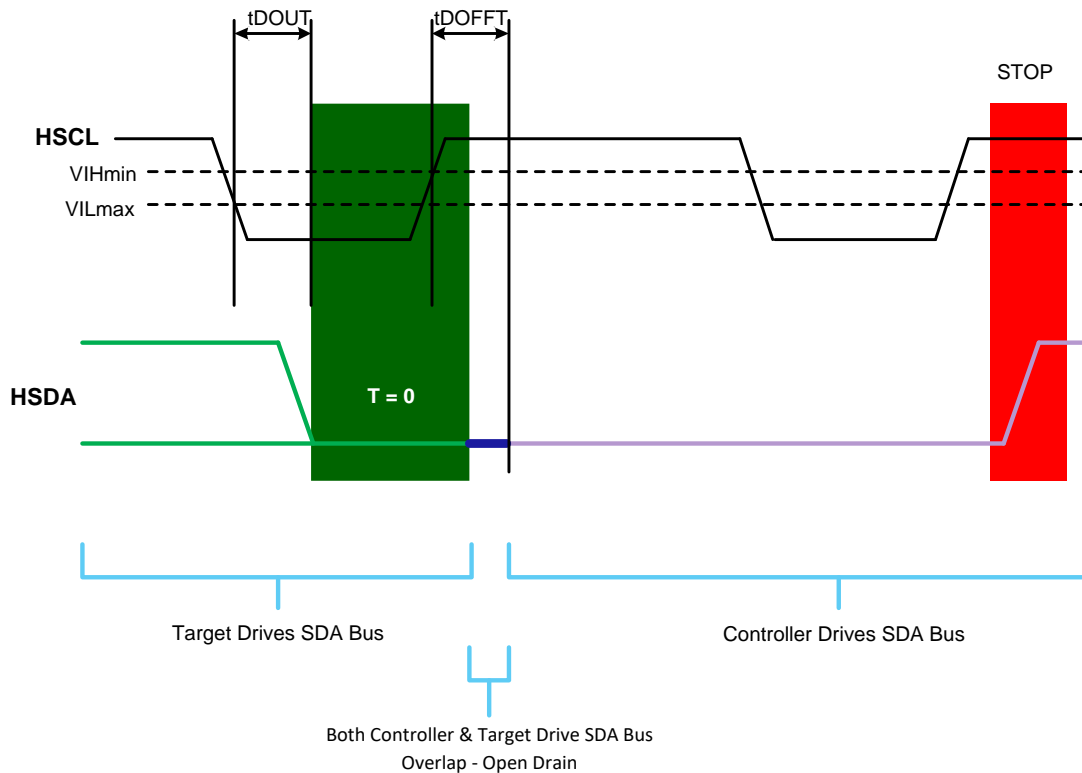 tDOUT
tDOFFT
STOP
HSCL
VIHmin
VILmax
HSDA
T = 0
Target Drives SDA Bus
Controller Drives SDA Bus
Both Controller & Target Drive SDA Bus
Overlap - Open Drain